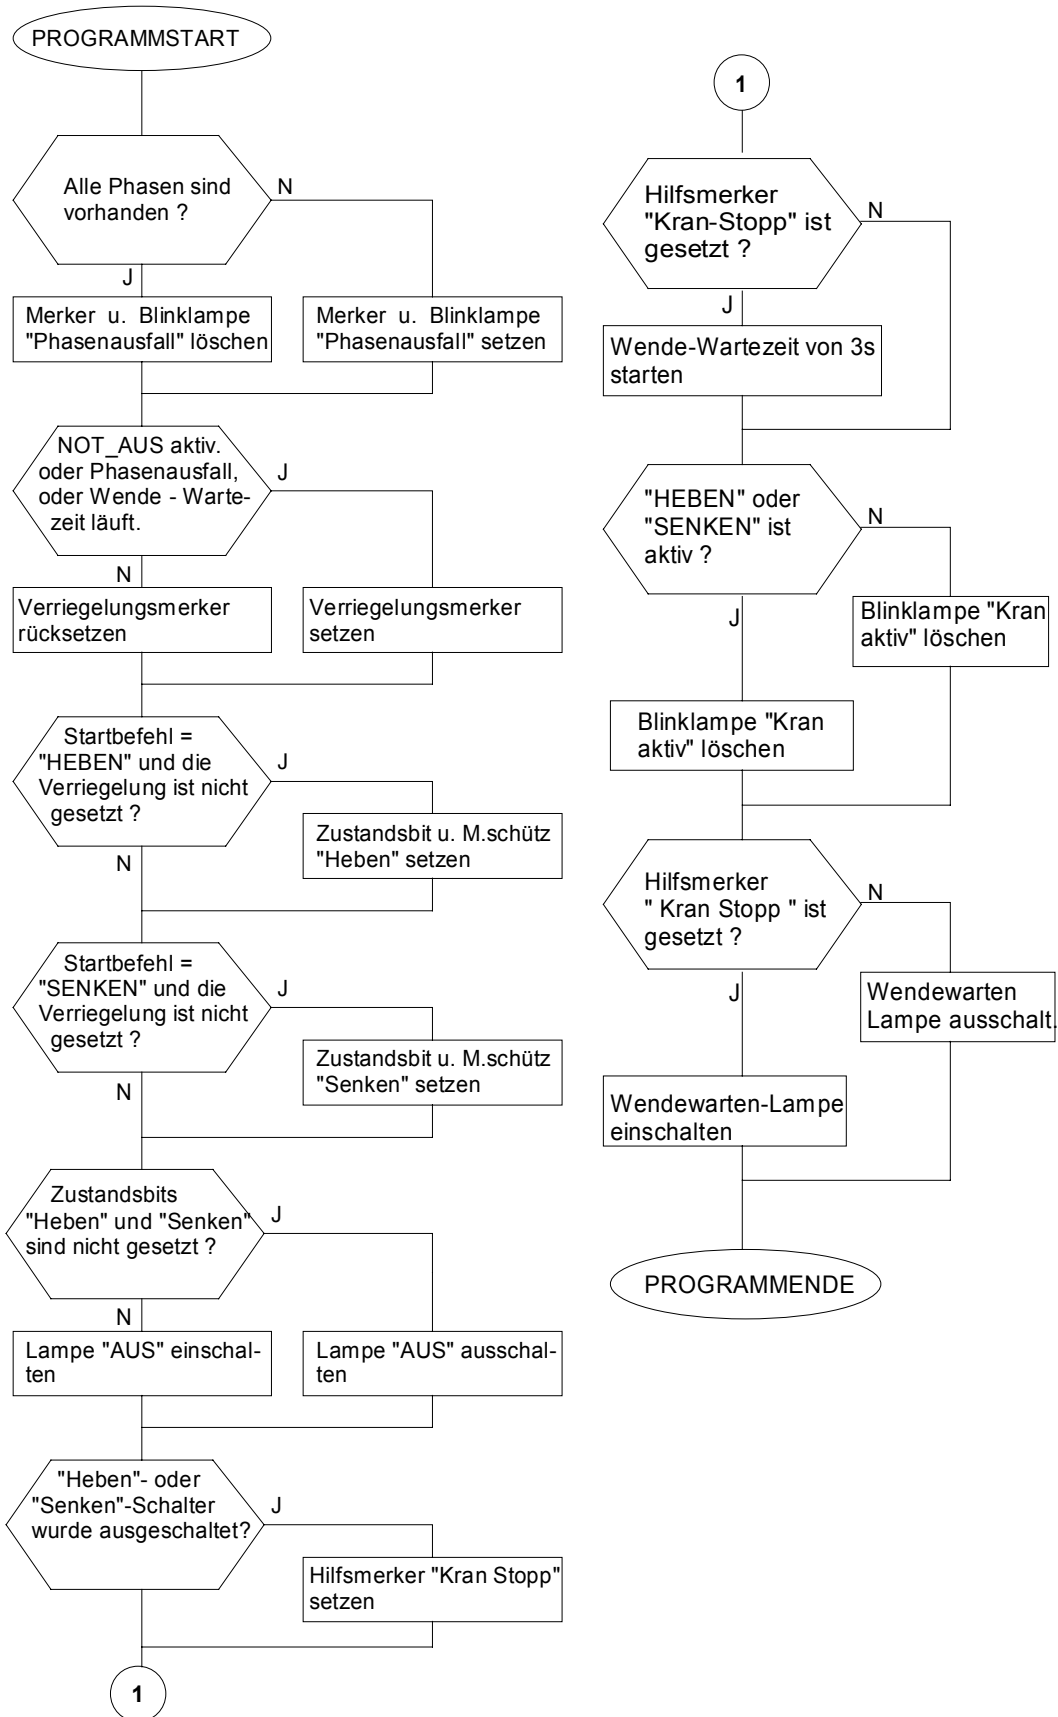 PROGRAMMSTART
Alle Phasen sind
vorhanden ?
N
J
Merker u. Blinklampe
"Phasenausfall" löschen
Merker u. Blinklampe
"Phasenausfall" setzen
NOT_AUS aktiv.
oder Phasenausfall,
oder Wende - Warte-
zeit läuft.
J
N
Verriegelungsmerker
rücksetzen
Verriegelungsmerker
setzen
Startbefehl =
"HEBEN" und die
Verriegelung ist nicht
gesetzt ?
J
N
Zustandsbit u. M.schütz
"Heben" setzen
Startbefehl =
"SENKEN" und die
Verriegelung ist nicht
gesetzt ?
J
N
Zustandsbit u. M.schütz
"Senken" setzen
Zustandsbits
"Heben" und "Senken"
sind nicht gesetzt ?
J
N
Lampe "AUS" einschal-
ten
Lampe "AUS" ausschal-
ten
"Heben"- oder
"Senken"-Schalter
wurde ausgeschaltet?
J
Hilfsmerker "Kran Stopp"
setzen
1
1
Hilfsmerker
"Kran-Stopp" ist
gesetzt ?
N
J
Wende-Wartezeit von 3s
starten
"HEBEN" oder
"SENKEN" ist
aktiv ?
N
J
Blinklampe "Kran
aktiv" löschen
Blinklampe "Kran
aktiv" löschen
Hilfsmerker
" Kran Stopp " ist
gesetzt ?
N
J
Wendewarten
Lampe ausschalt.
Wendewarten-Lampe
einschalten
PROGRAMMENDE